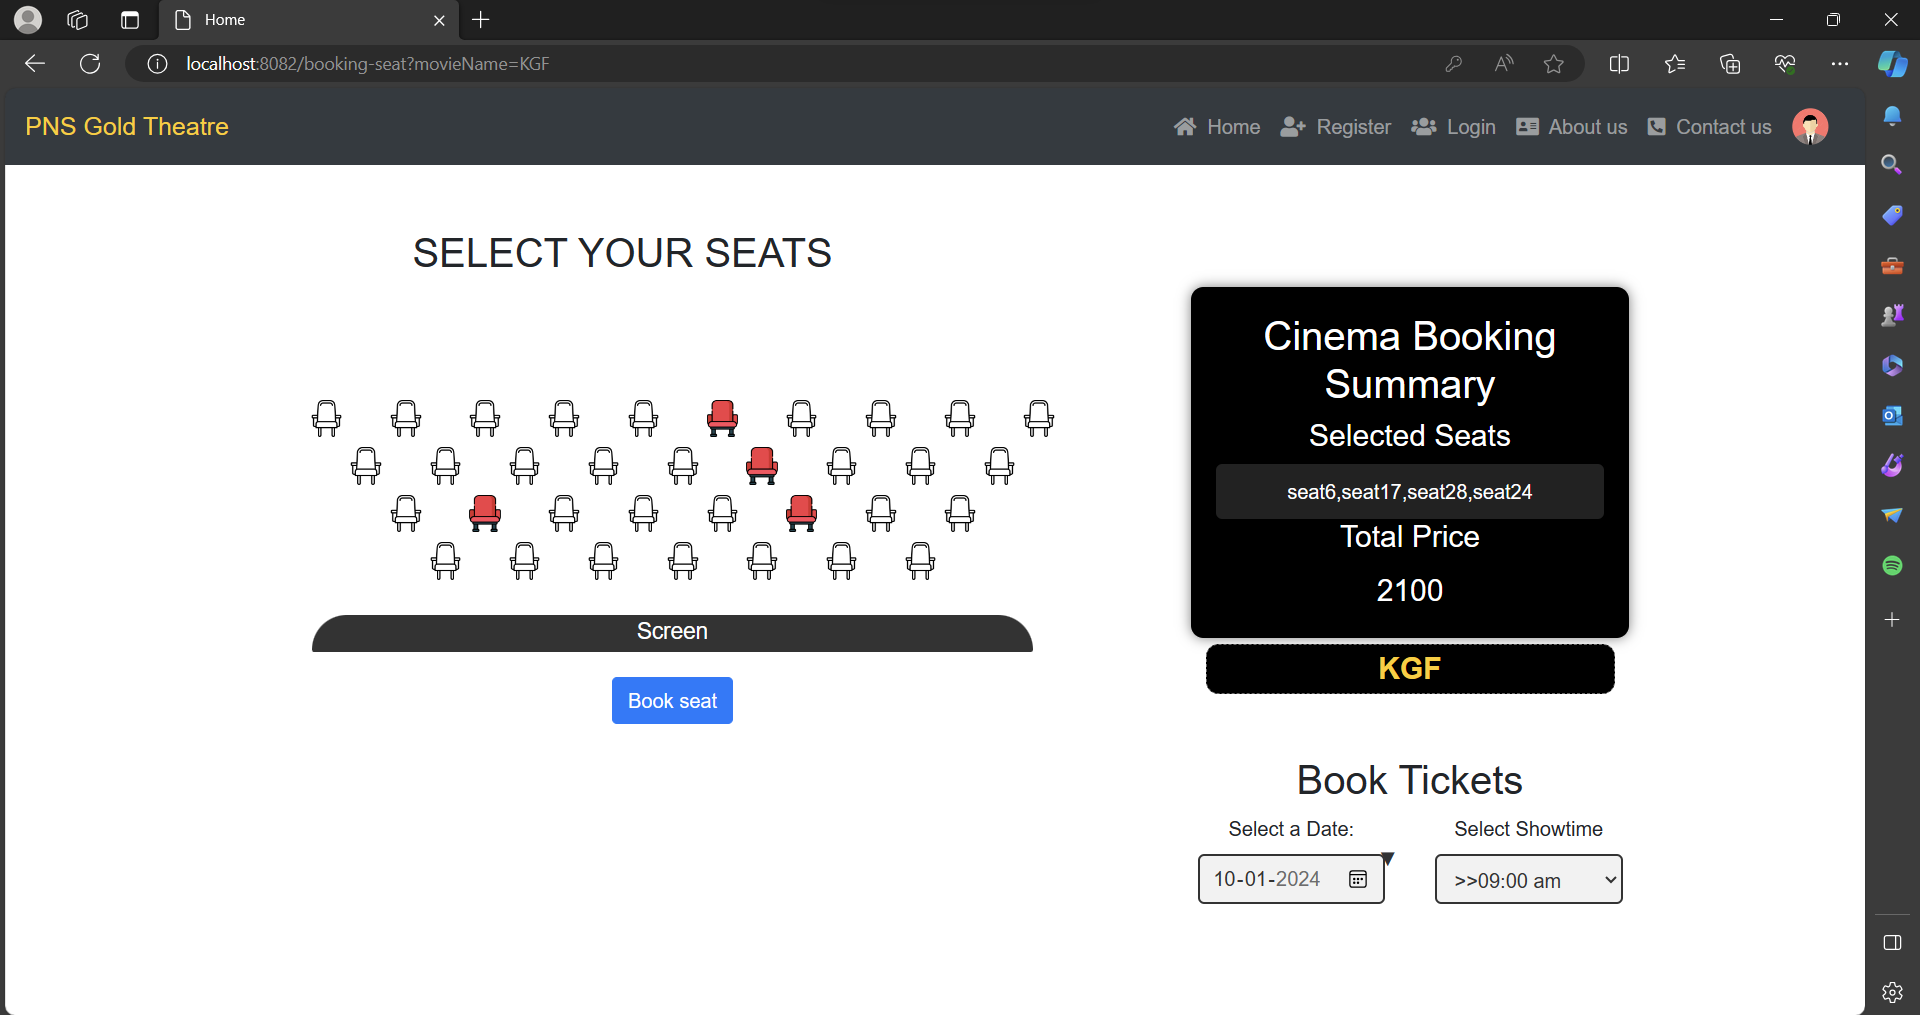 Home
localhost:8082/booking-seat?movieName=KGF
PNS Gold Theatre
Home Register Login About us Contact us
SELECT YOUR SEATS
Screen
Book seat
Cinema Booking
Summary
Selected Seats
seat6,seat17,seat28,seat24
Total Price
2100
KGF
Book Tickets
Select a Date:
10-01-2024
Select Showtime
>>09:00 am